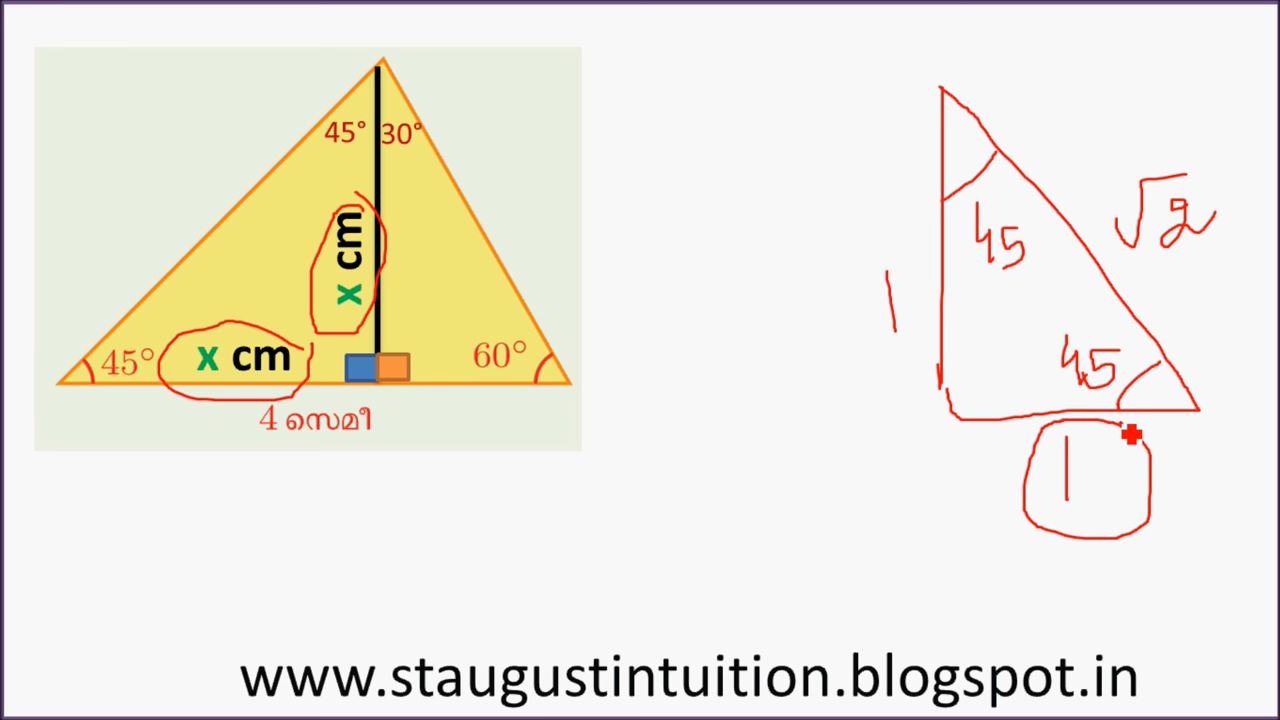 45° 30°
x cm
45° x cm 60°
4 സെമീ
45
√2
1
45
1
www.staugustintuition.blogspot.in